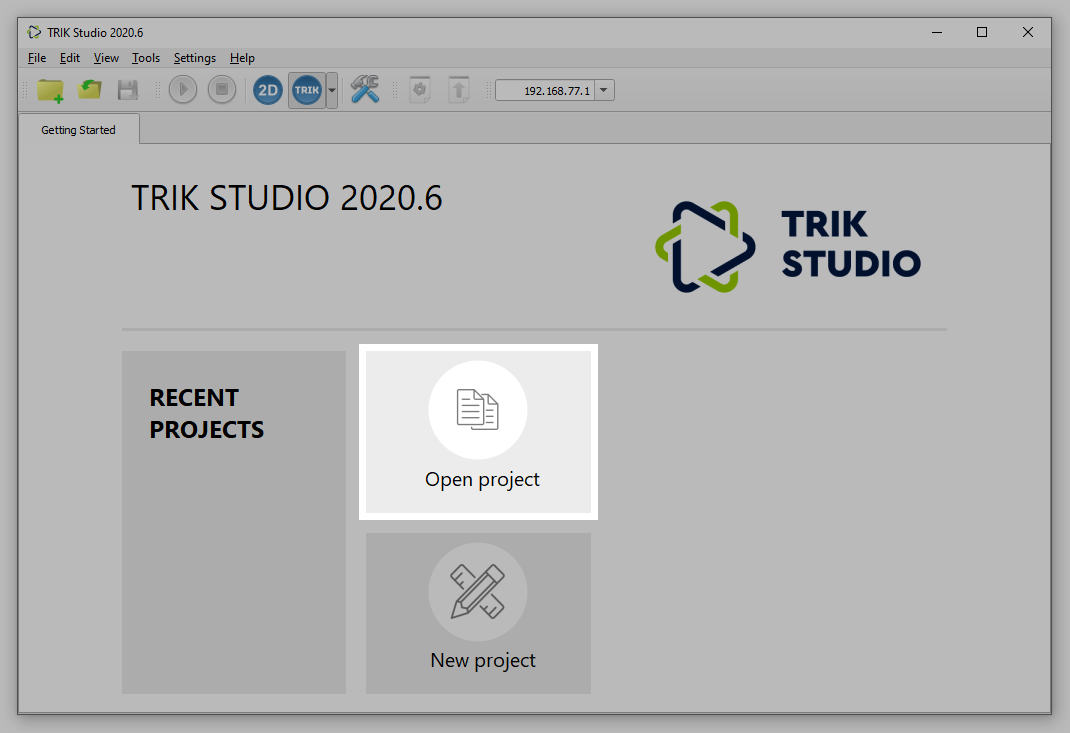 TRIK Studio 2020.6
File Edit View Tools Settings Help
2D TRIK 192.168.77.1
Getting Started
TRIK STUDIO 2020.6
TRIK
STUDIO
RECENT
PROJECTS
Open project
New project